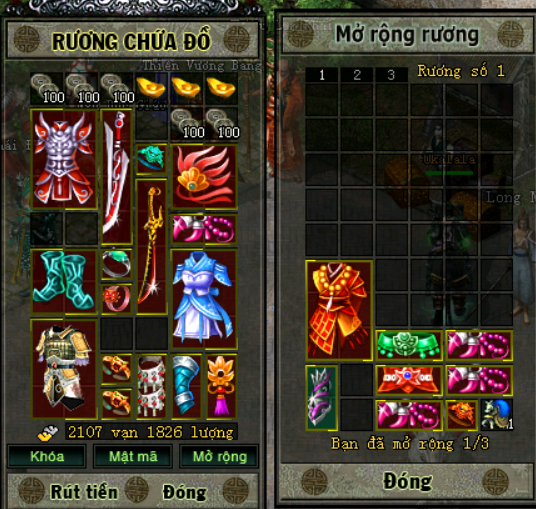 RƯƠNG CHỨA ĐỒ
Thiên Vương Bang
100 100 100
100 100
2107 vạn 1826 lượng
Khóa Mật mã Mở rộng
Rút tiền Đóng
Mở rộng rương
1 2 3 Rương số 1
Okalala
Long
1
Bạn đã mở rộng 1/3
Đóng